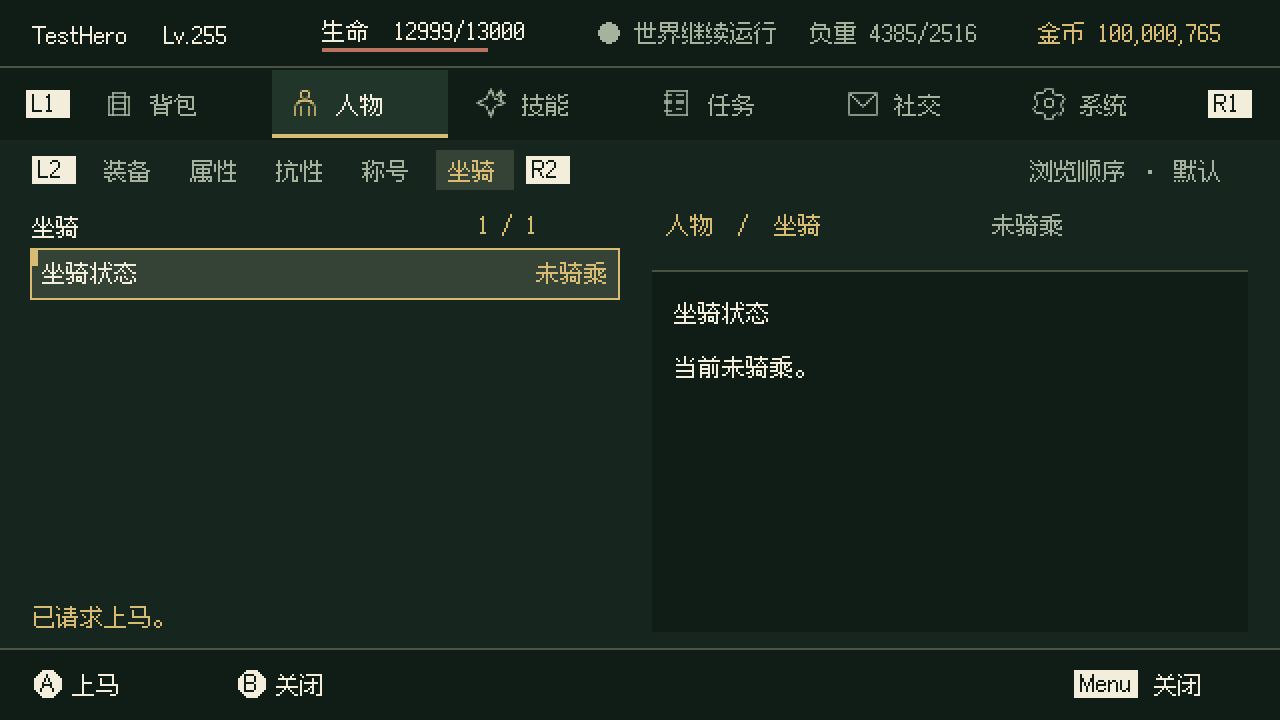 TestHero Lv.255 生命 12999/13000 世界继续运行 负重 4385/2516 金币 100,000,765
L1 背包 人物 技能 任务 社交 系统 R1
L2 装备 属性 抗性 称号 坐骑 R2 浏览顺序 · 默认
坐骑 1 / 1 人物 / 坐骑 未骑乘
坐骑状态 未骑乘
坐骑状态
当前未骑乘。
已请求上马。
A 上马 B 关闭 Menu 关闭